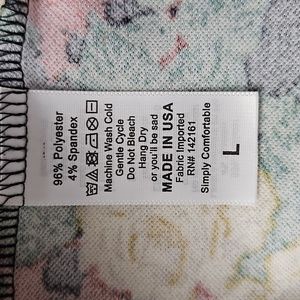 96% Polyester
4% Spandex
Machine Wash Cold
Gentle Cycle
Do Not Bleach
Hang Dry
or you'll be sad
MADE IN USA
Fabric Imported
RN# 142161
Simply Comfortable
L